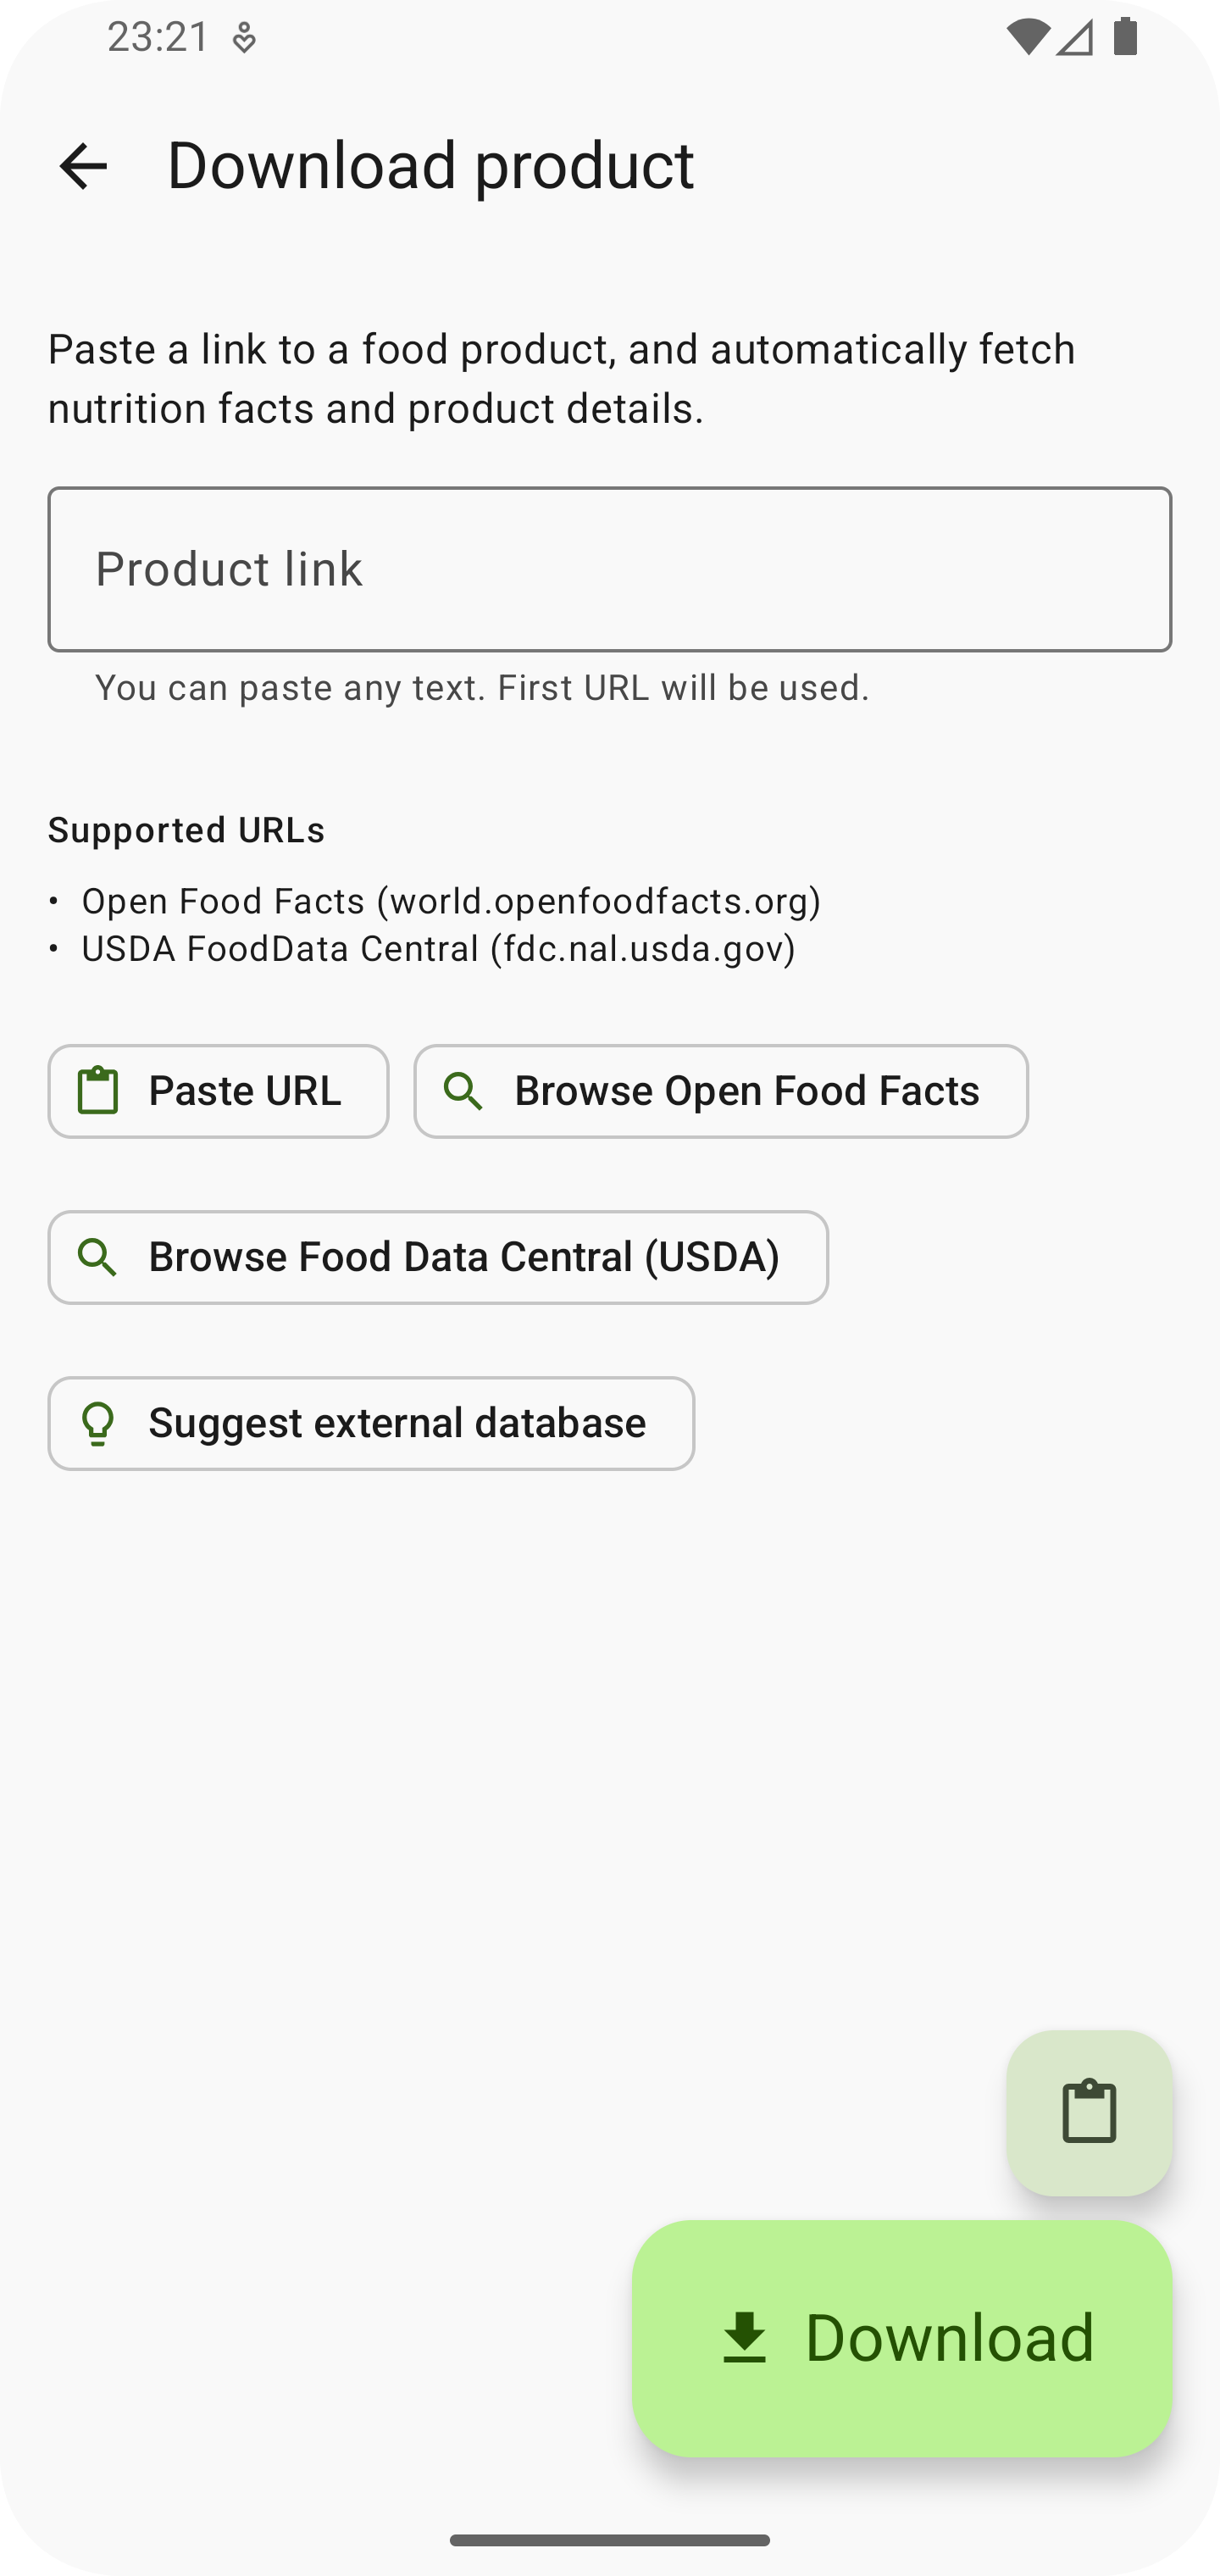 23:21
Download product
Paste a link to a food product, and automatically fetch
nutrition facts and product details.
Product link
You can paste any text. First URL will be used.
Supported URLs
• Open Food Facts (world.openfoodfacts.org)
• USDA FoodData Central (fdc.nal.usda.gov)
Paste URL
Browse Open Food Facts
Browse Food Data Central (USDA)
Suggest external database
Download